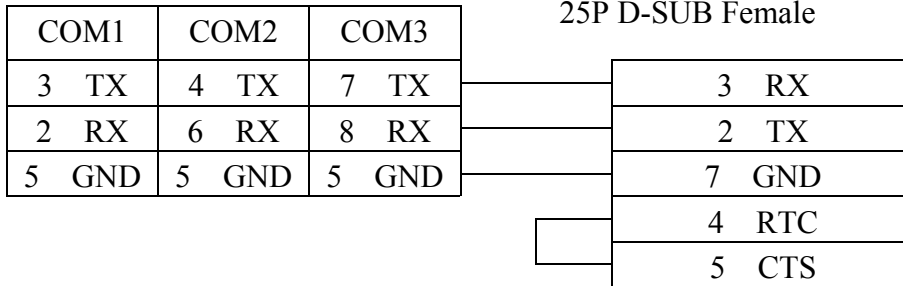 25P D-SUB Female
COM1 COM2 COM3
3 TX 4 TX 7 TX 3 RX
2 RX 6 RX 8 RX 2 TX
5 GND 5 GND 5 GND 7 GND
4 RTC
5 CTS